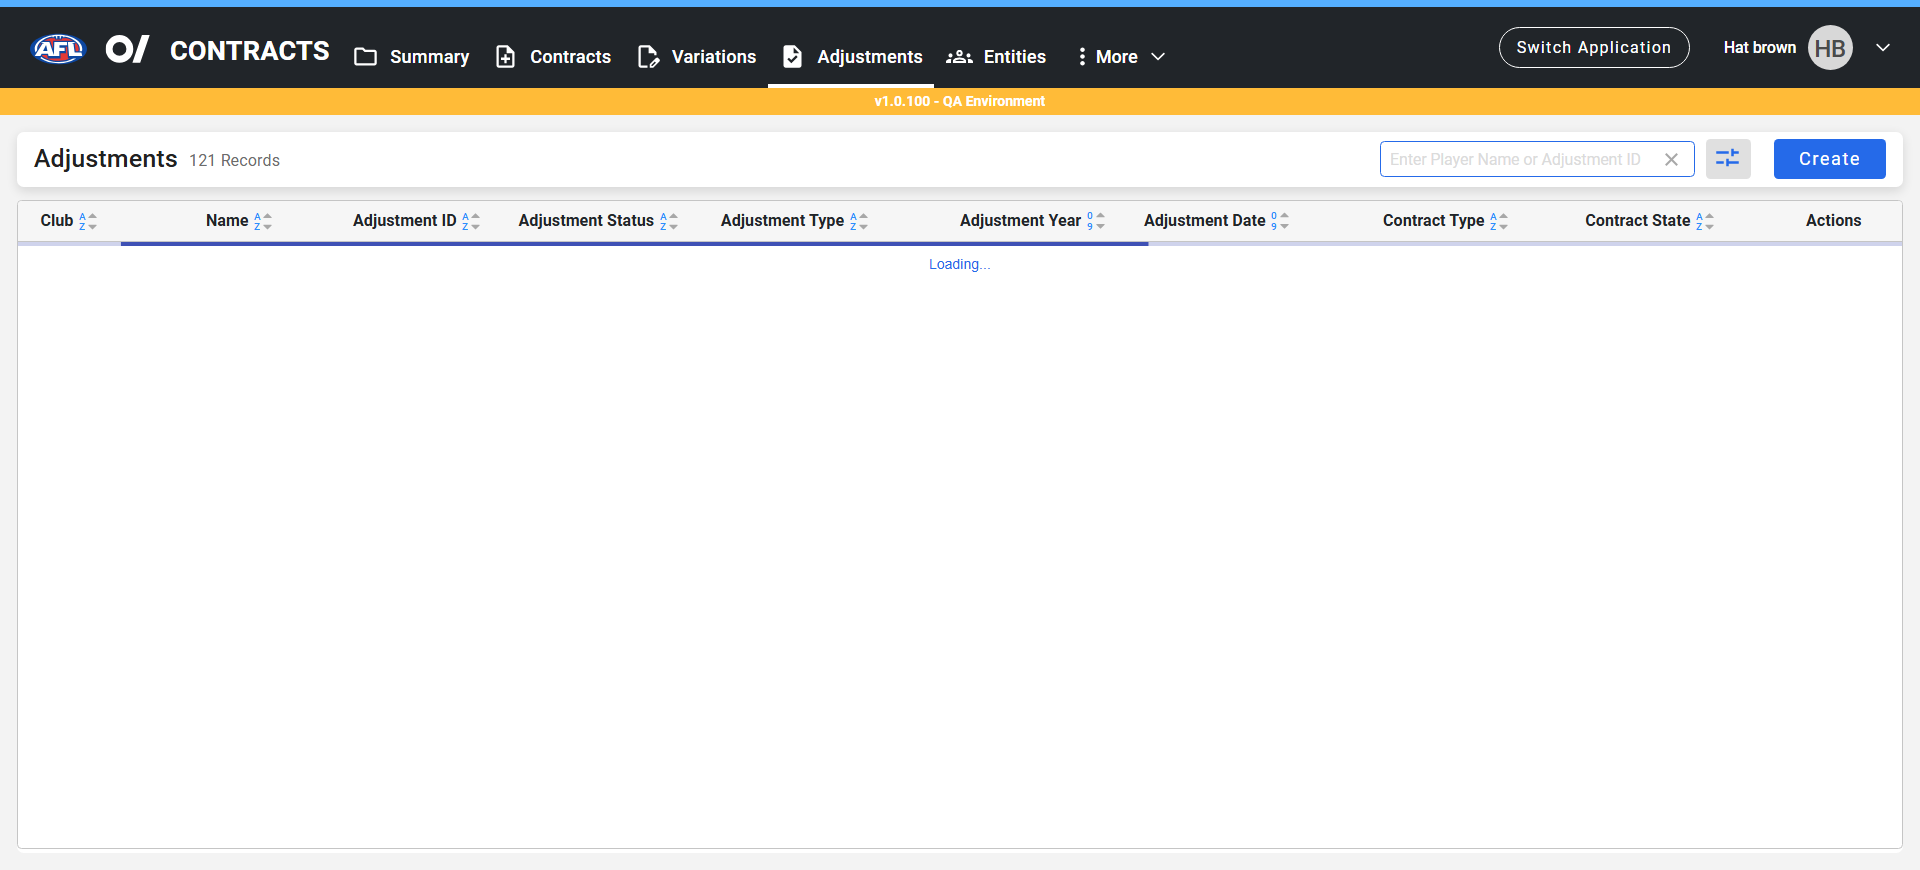 AFL O/ CONTRACTS Summary Contracts Variations Adjustments Entities More Switch Application Hat brown HB
v1.0.100 - QA Environment
Adjustments 121 Records Enter Player Name or Adjustment ID Create
Club Name Adjustment ID Adjustment Status Adjustment Type Adjustment Year Adjustment Date Contract Type Contract State Actions
Loading...